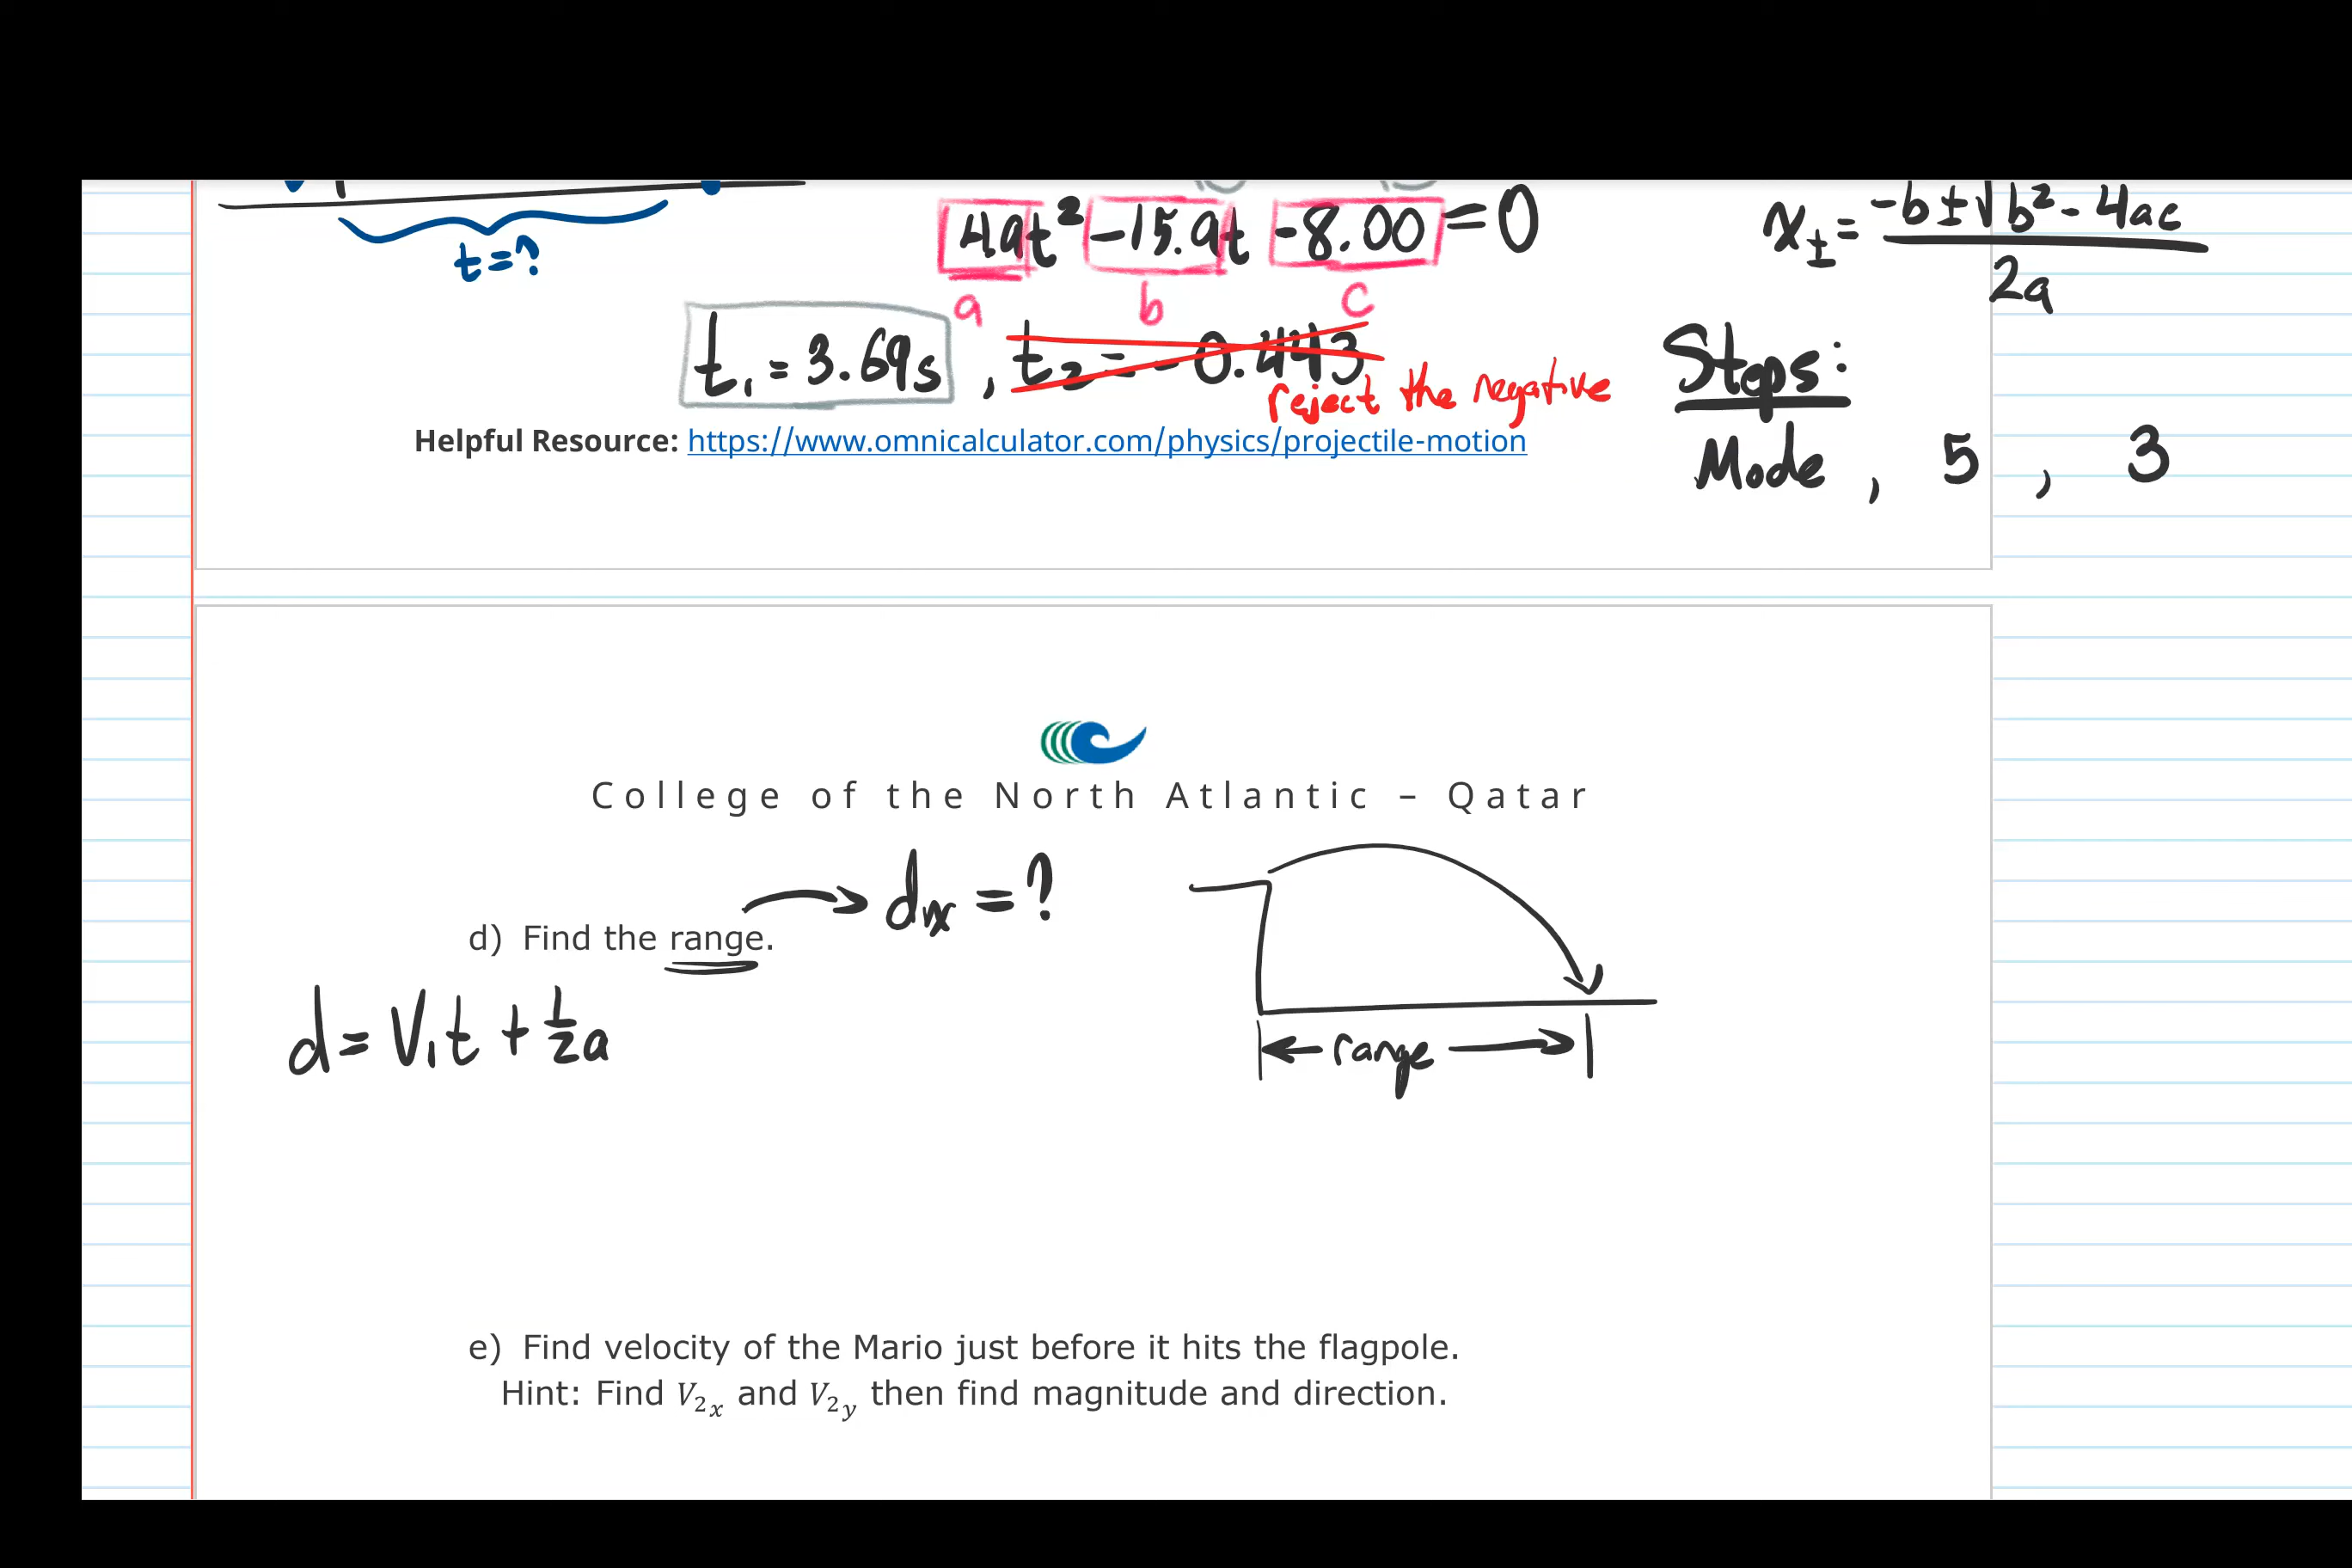 t=?
4.9t² -15.9t -8.00 = 0
a b c
x± = -b±√b²-4ac / 2a
t₁ = 3.69s , t₂ = -0.443
reject the negative
Steps:
Mode , 5 , 3
Helpful Resource: https://www.omnicalculator.com/physics/projectile-motion
College of the North Atlantic – Qatar
d) Find the range. → dₓ = ?
d = V₁t + ½a
← range →
e) Find velocity of the Mario just before it hits the flagpole.
Hint: Find V₂ₓ and V₂ᵧ then find magnitude and direction.